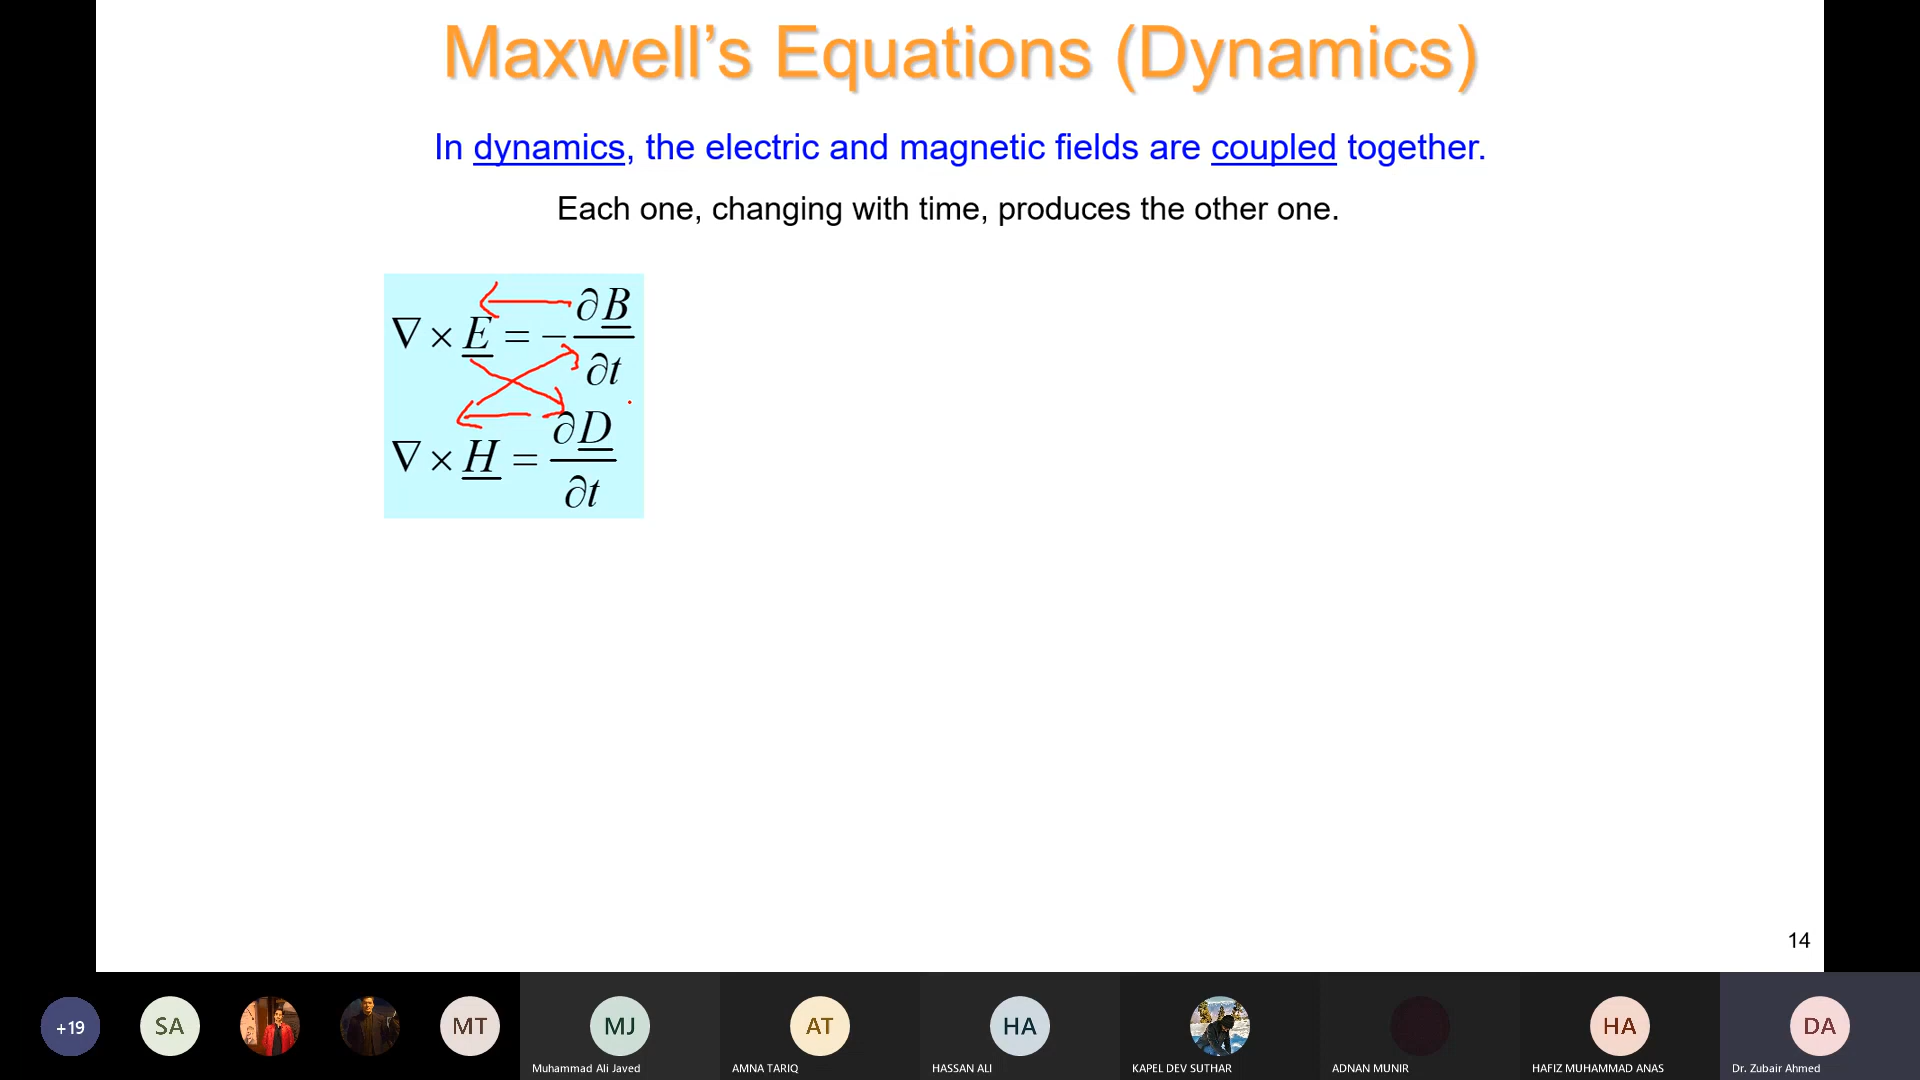 Maxwell’s Equations (Dynamics)
In dynamics, the electric and magnetic fields are coupled together.
Each one, changing with time, produces the other one.
∇ × E = −∂B/∂t
∇ × H = ∂D/∂t
14
+19
SA
MT
MJ
AT
HA
HA
DA
Muhammad Ali Javed
AMNA TARIQ
HASSAN ALI
KAPEL DEV SUTHAR
ADNAN MUNIR
HAFIZ MUHAMMAD ANAS
Dr. Zubair Ahmed